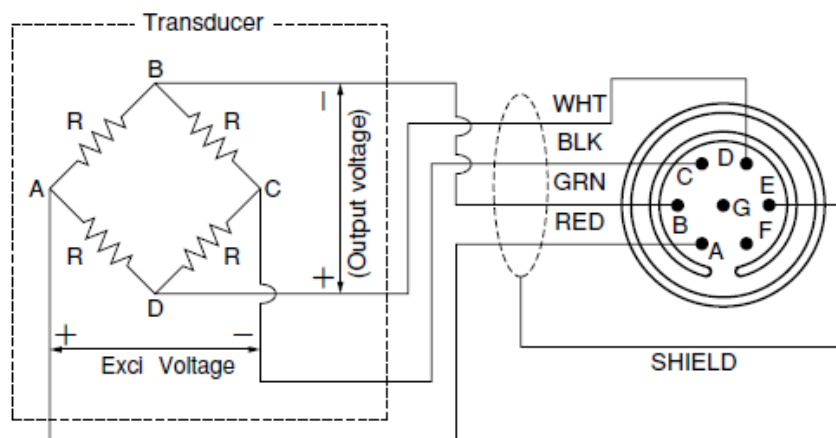 Transducer
B
R
R
A
C
R
R
D
+
−
Exci Voltage
−
(Output voltage)
+
WHT
BLK
GRN
RED
D
C
E
B
G
A
F
SHIELD